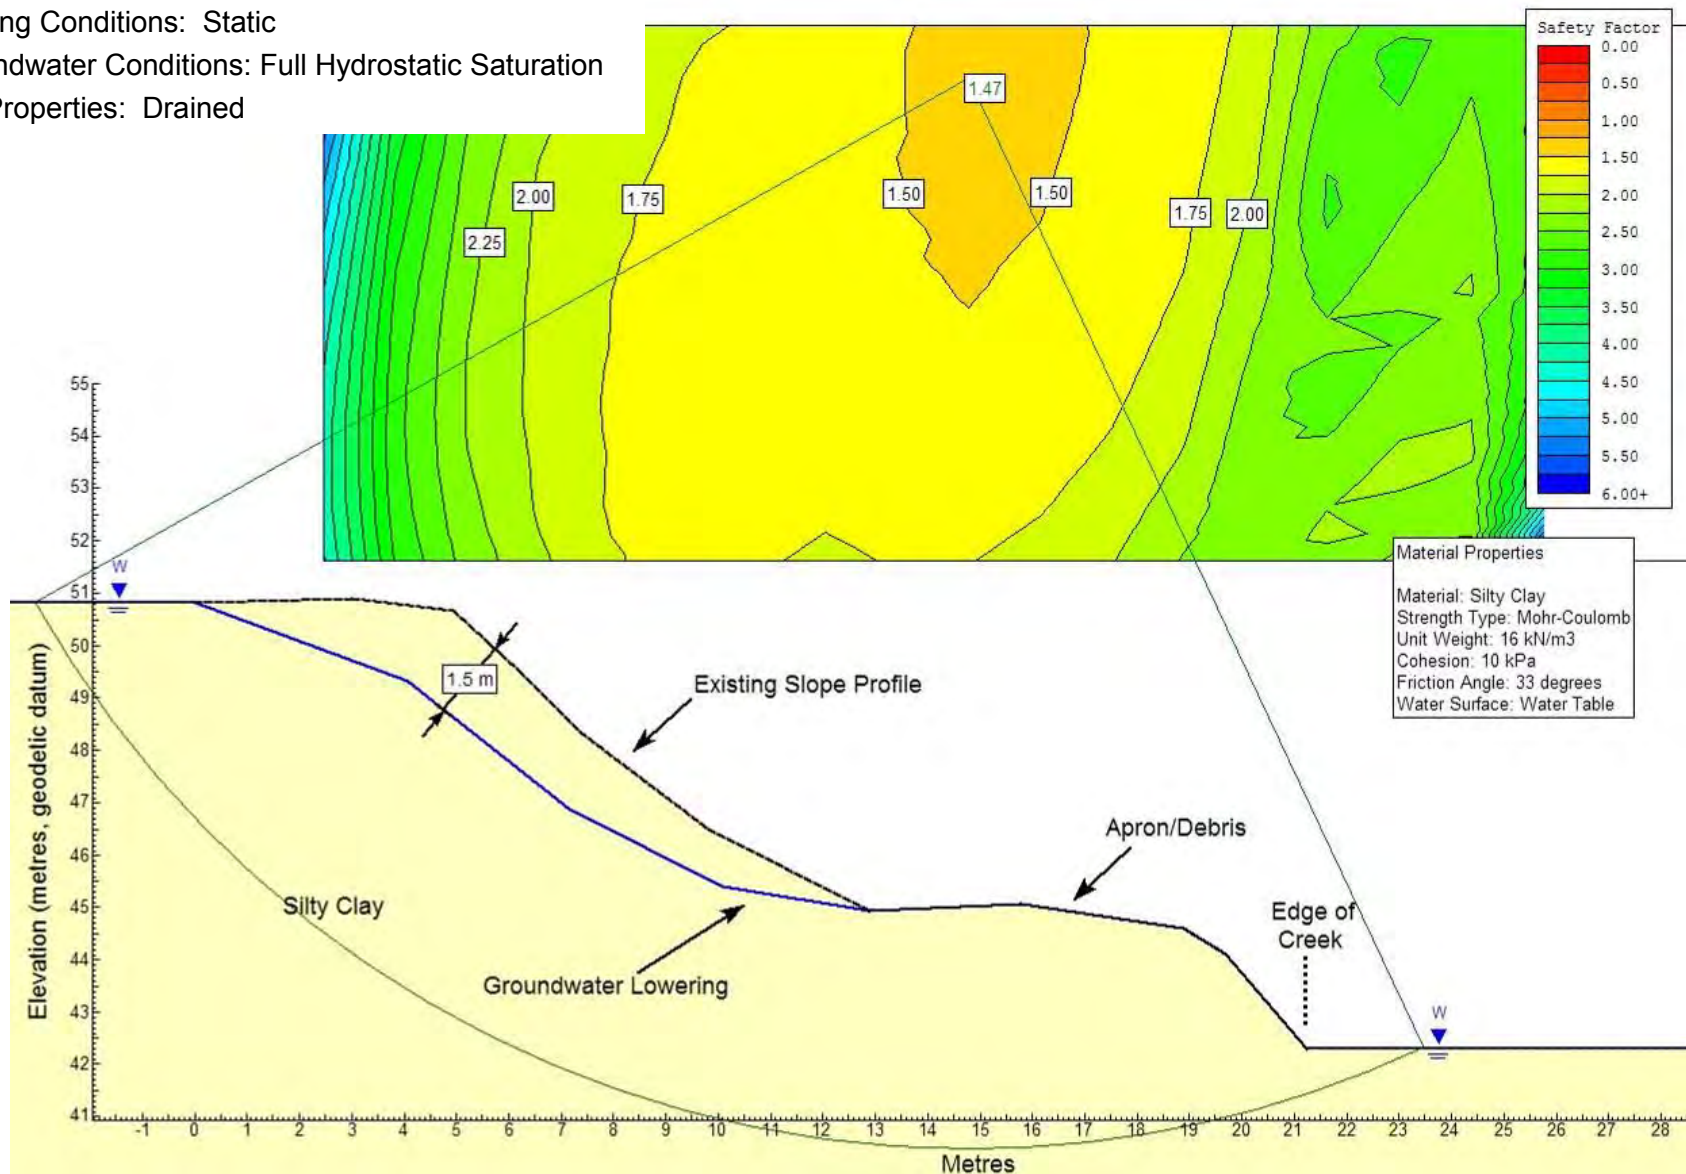 ng Conditions: Static
ndwater Conditions: Full Hydrostatic Saturation
Properties: Drained
Safety Factor
0.00
0.50
1.00
1.50
2.00
2.50
3.00
3.50
4.00
4.50
5.00
5.50
6.00+
1.47
2.00
1.75
1.50
1.50
1.75
2.00
2.25
Material Properties
Material: Silty Clay
Strength Type: Mohr-Coulomb
Unit Weight: 16 kN/m3
Cohesion: 10 kPa
Friction Angle: 33 degrees
Water Surface: Water Table
Elevation (metres, geodetic datum)
55
54
53
52
51
50
49
48
47
46
45
44
43
42
41
W
1.5 m
Existing Slope Profile
Apron/Debris
Silty Clay
Edge of
Creek
Groundwater Lowering
W
-1 0 1 2 3 4 5 6 7 8 9 10 11 12 13 14 15 16 17 18 19 20 21 22 23 24 25 26 27 28
Metres